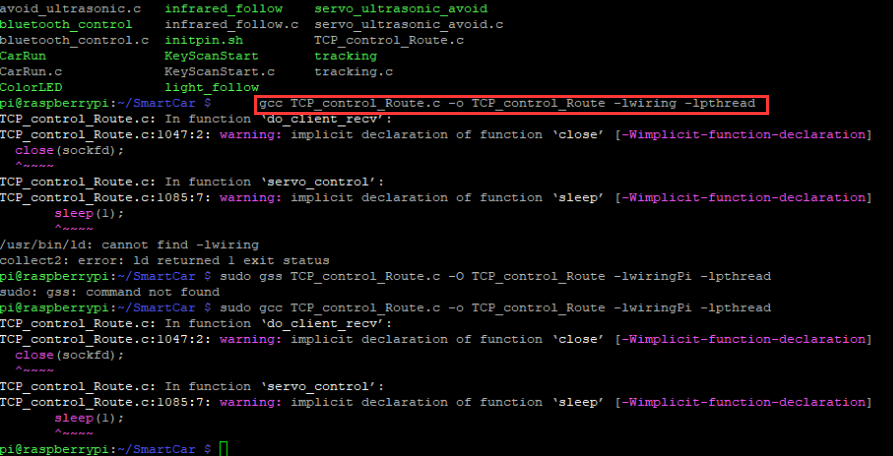 avoid_ultrasonic.c infrared_follow servo_ultrasonic_avoid
bluetooth_control infrared_follow.c servo_ultrasonic_avoid.c
bluetooth_control.c initpin.sh TCP_control_Route.c
CarRun KeyScanStart tracking
CarRun.c KeyScanStart.c tracking.c
ColorLED light_follow
pi@raspberrypi:~/SmartCar $ gcc TCP_control_Route.c -o TCP_control_Route -lwiring -lpthread
TCP_control_Route.c: In function ‘do_client_recv’:
TCP_control_Route.c:1047:2: warning: implicit declaration of function ‘close’ [-Wimplicit-function-declaration]
close(sockfd);
^~~~~
TCP_control_Route.c: In function ‘servo_control’:
TCP_control_Route.c:1085:7: warning: implicit declaration of function ‘sleep’ [-Wimplicit-function-declaration]
sleep(1);
^~~~~
/usr/bin/ld: cannot find -lwiring
collect2: error: ld returned 1 exit status
pi@raspberrypi:~/SmartCar $ sudo gss TCP_control_Route.c -O TCP_control_Route -lwiringPi -lpthread
sudo: gss: command not found
pi@raspberrypi:~/SmartCar $ sudo gcc TCP_control_Route.c -o TCP_control_Route -lwiringPi -lpthread
TCP_control_Route.c: In function ‘do_client_recv’:
TCP_control_Route.c:1047:2: warning: implicit declaration of function ‘close’ [-Wimplicit-function-declaration]
close(sockfd);
^~~~~
TCP_control_Route.c: In function ‘servo_control’:
TCP_control_Route.c:1085:7: warning: implicit declaration of function ‘sleep’ [-Wimplicit-function-declaration]
sleep(1);
^~~~~
pi@raspberrypi:~/SmartCar $